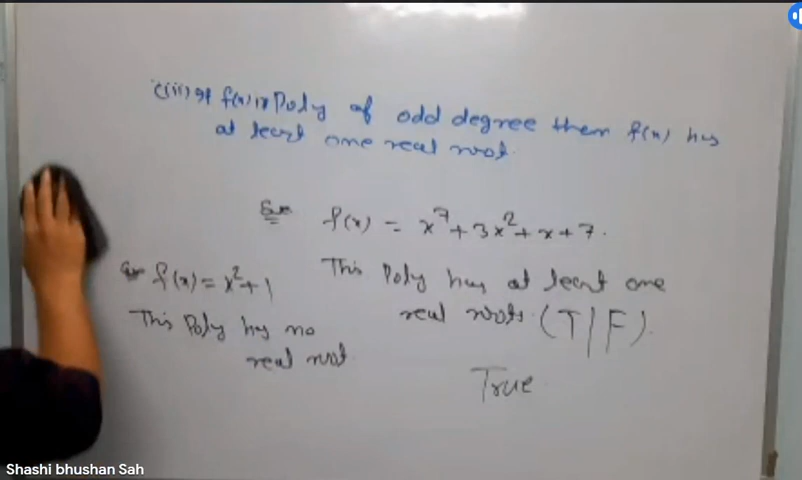 (iii) If f(x) is Poly of odd degree then f(x) has
at least one real root.
Ex f(x) = x⁷ + 3x² + x + 7.
This Poly has at least one
real roots. (T/F).
True
Ex f(x) = x² + 1
This Poly has no
real root
Shashi bhushan Sah